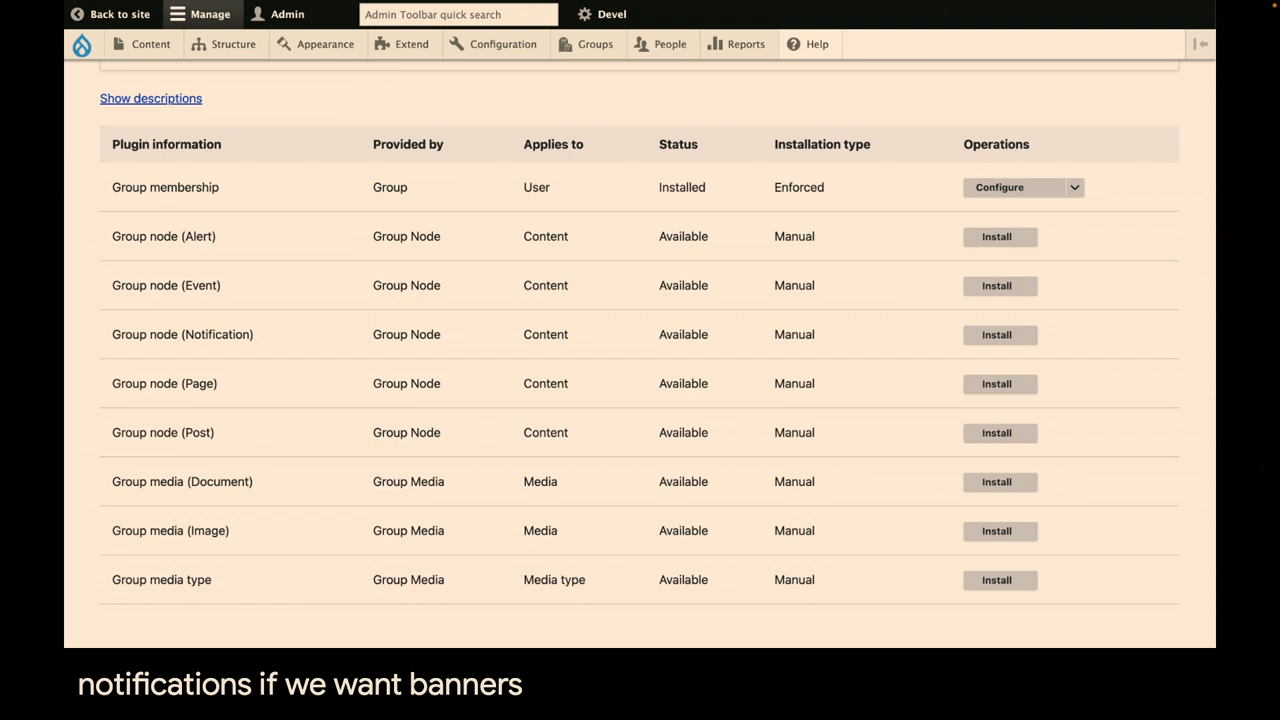 Back to site Manage Admin Admin Toolbar quick search Devel
Content Structure Appearance Extend Configuration Groups People Reports Help
Show descriptions
Plugin information Provided by Applies to Status Installation type Operations
Group membership Group User Installed Enforced Configure
Group node (Alert) Group Node Content Available Manual Install
Group node (Event) Group Node Content Available Manual Install
Group node (Notification) Group Node Content Available Manual Install
Group node (Page) Group Node Content Available Manual Install
Group node (Post) Group Node Content Available Manual Install
Group media (Document) Group Media Media Available Manual Install
Group media (Image) Group Media Media Available Manual Install
Group media type Group Media Media type Available Manual Install
notifications if we want banners